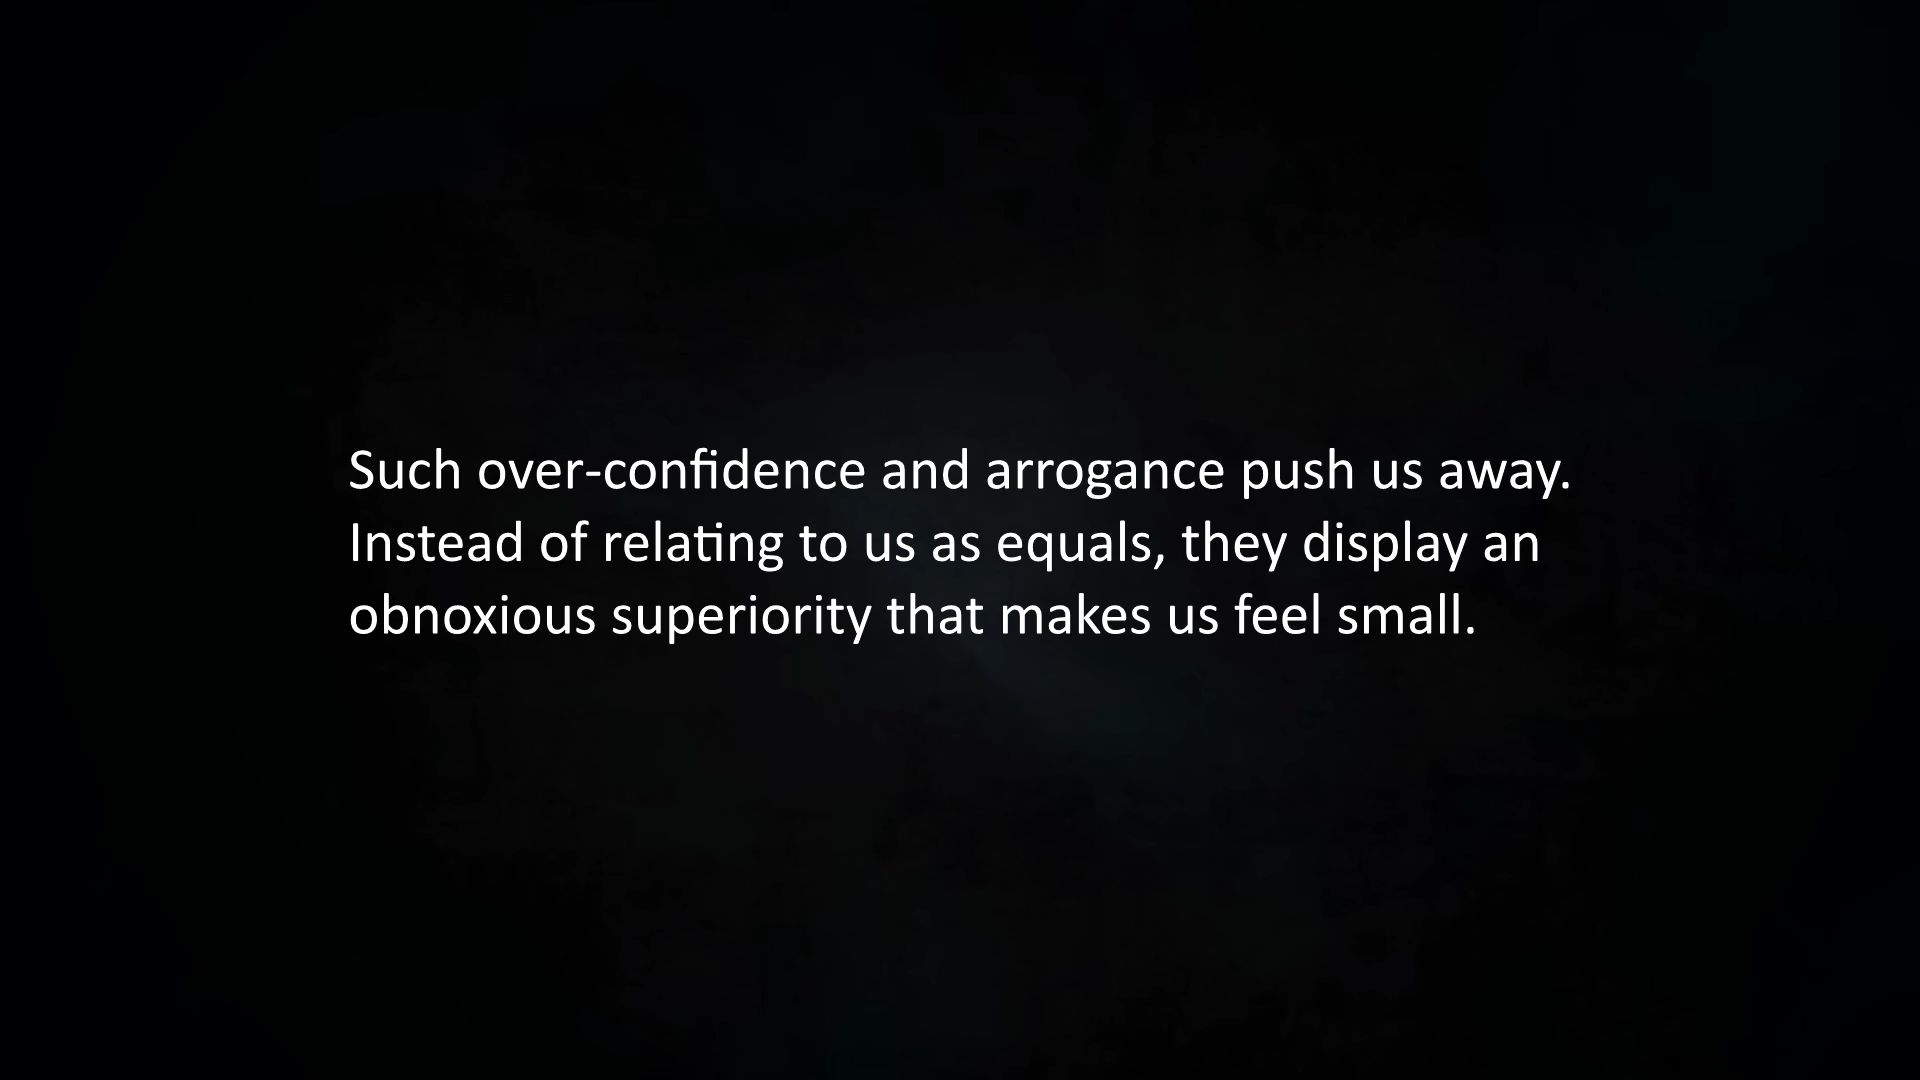 Such over-confidence and arrogance push us away.
Instead of relating to us as equals, they display an
obnoxious superiority that makes us feel small.